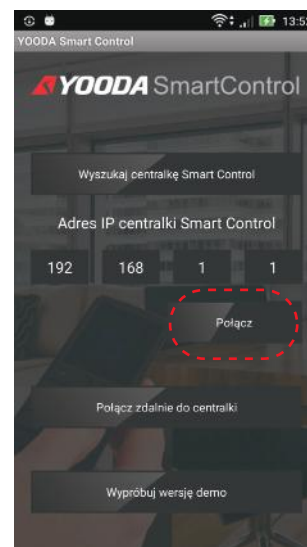 13:53
YOODA Smart Control
YOODA SmartControl
Wyszukaj centralkę Smart Control
Adres IP centralki Smart Control
192 168 1 1
Połącz
Połącz zdalnie do centralki
Wypróbuj wersję demo